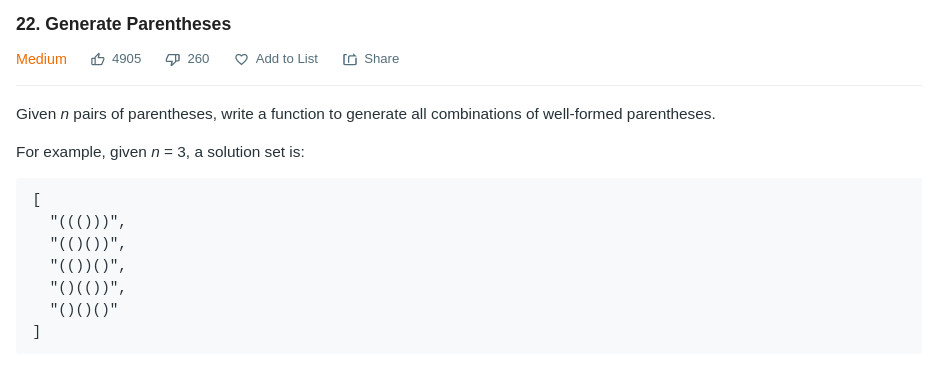 22. Generate Parentheses
Medium 4905 260 Add to List Share
Given n pairs of parentheses, write a function to generate all combinations of well-formed parentheses.
For example, given n = 3, a solution set is:
[
  "((()))",
  "(()())",
  "(())()",
  "()(())",
  "()()()"
]